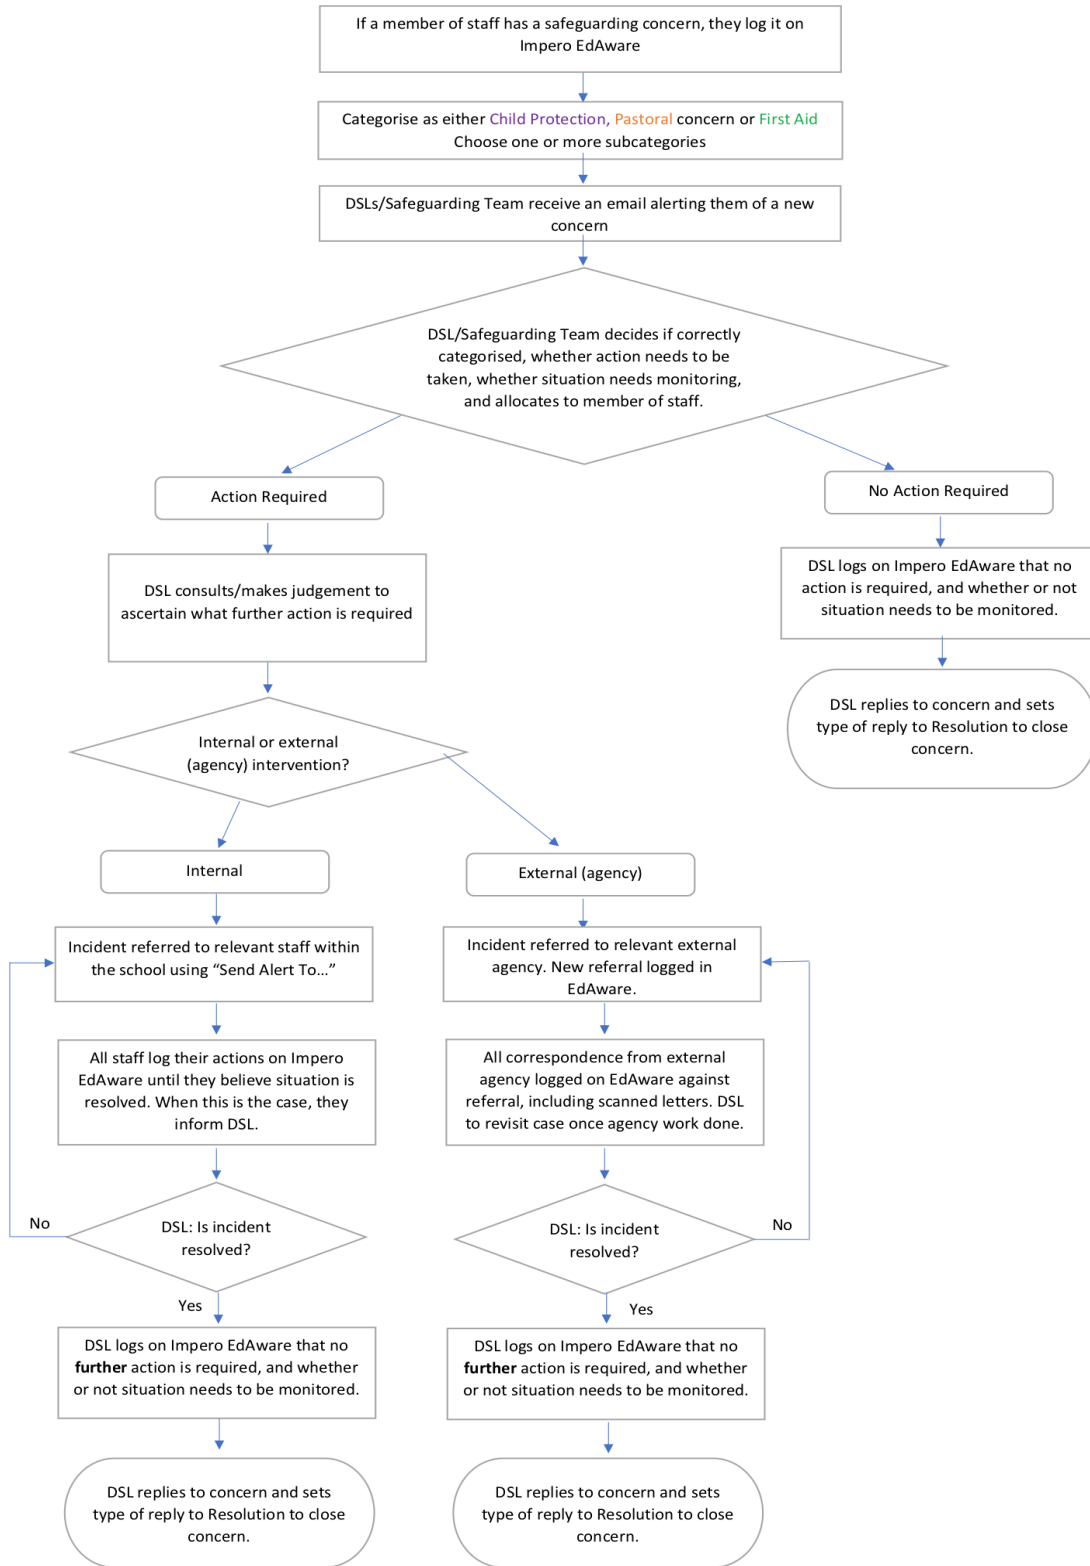 If a member of staff has a safeguarding concern, they log it on
Impero EdAware
Categorise as either Child Protection, Pastoral concern or First Aid
Choose one or more subcategories
DSLs/Safeguarding Team receive an email alerting them of a new
concern
DSL/Safeguarding Team decides if correctly
categorised, whether action needs to be
taken, whether situation needs monitoring,
and allocates to member of staff.
Action Required
No Action Required
DSL consults/makes judgement to
ascertain what further action is required
DSL logs on Impero EdAware that no
action is required, and whether or not
situation needs to be monitored.
DSL replies to concern and sets
type of reply to Resolution to close
concern.
Internal or external
(agency) intervention?
Internal
External (agency)
Incident referred to relevant staff within
the school using “Send Alert To…”
Incident referred to relevant external
agency. New referral logged in
EdAware.
All staff log their actions on Impero
EdAware until they believe situation is
resolved. When this is the case, they
inform DSL.
All correspondence from external
agency logged on EdAware against
referral, including scanned letters. DSL
to revisit case once agency work done.
No
DSL: Is incident
resolved?
DSL: Is incident
resolved?
No
Yes
Yes
DSL logs on Impero EdAware that no
further action is required, and whether
or not situation needs to be monitored.
DSL logs on Impero EdAware that no
further action is required, and whether
or not situation needs to be monitored.
DSL replies to concern and sets
type of reply to Resolution to close
concern.
DSL replies to concern and sets
type of reply to Resolution to close
concern.